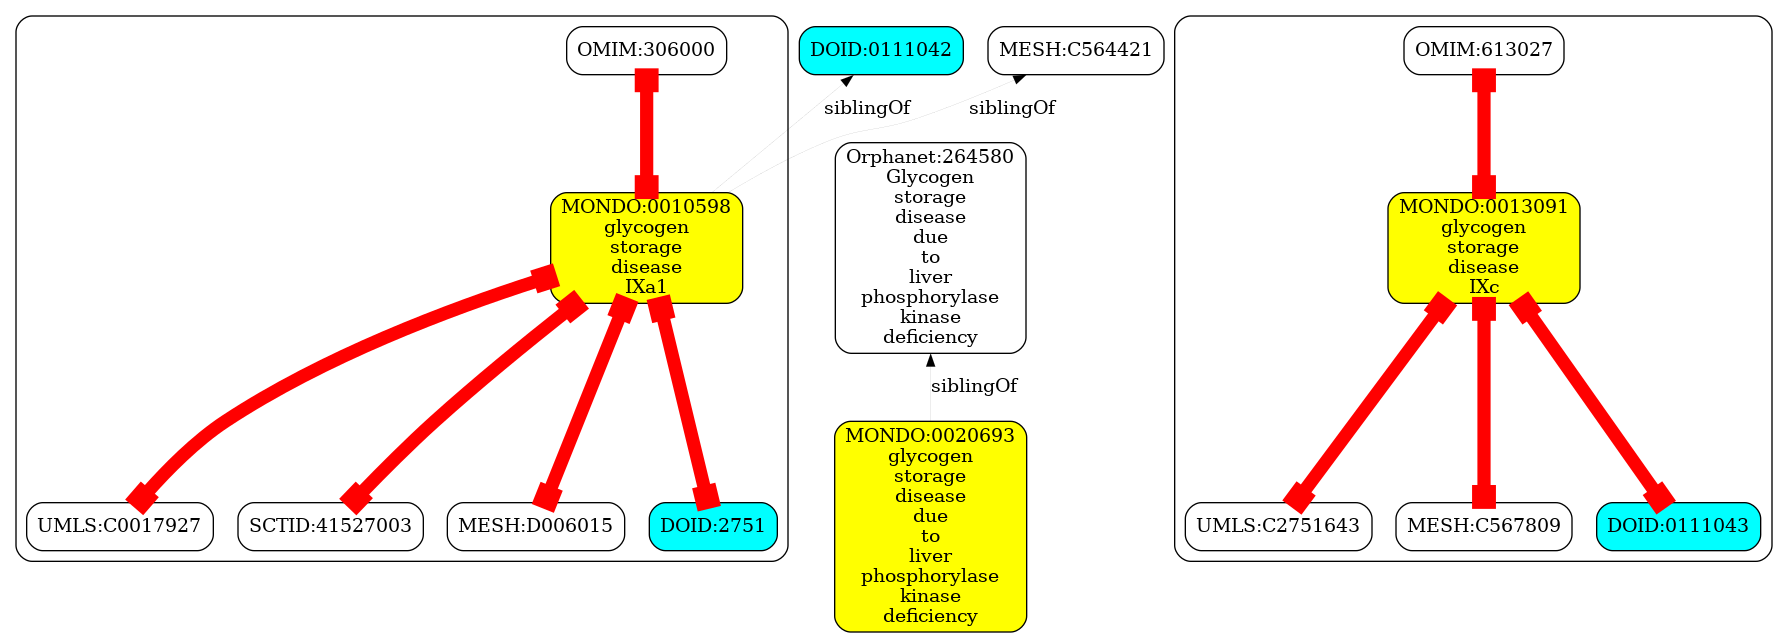 OMIM:306000
DOID:0111042
MESH:C564421
OMIM:613027
siblingOf
siblingOf
MONDO:0010598
glycogen
storage
disease
IXa1
Orphanet:264580
Glycogen
storage
disease
due
to
liver
phosphorylase
kinase
deficiency
MONDO:0013091
glycogen
storage
disease
IXc
siblingOf
UMLS:C0017927
SCTID:41527003
MESH:D006015
DOID:2751
MONDO:0020693
glycogen
storage
disease
due
to
liver
phosphorylase
kinase
deficiency
UMLS:C2751643
MESH:C567809
DOID:0111043